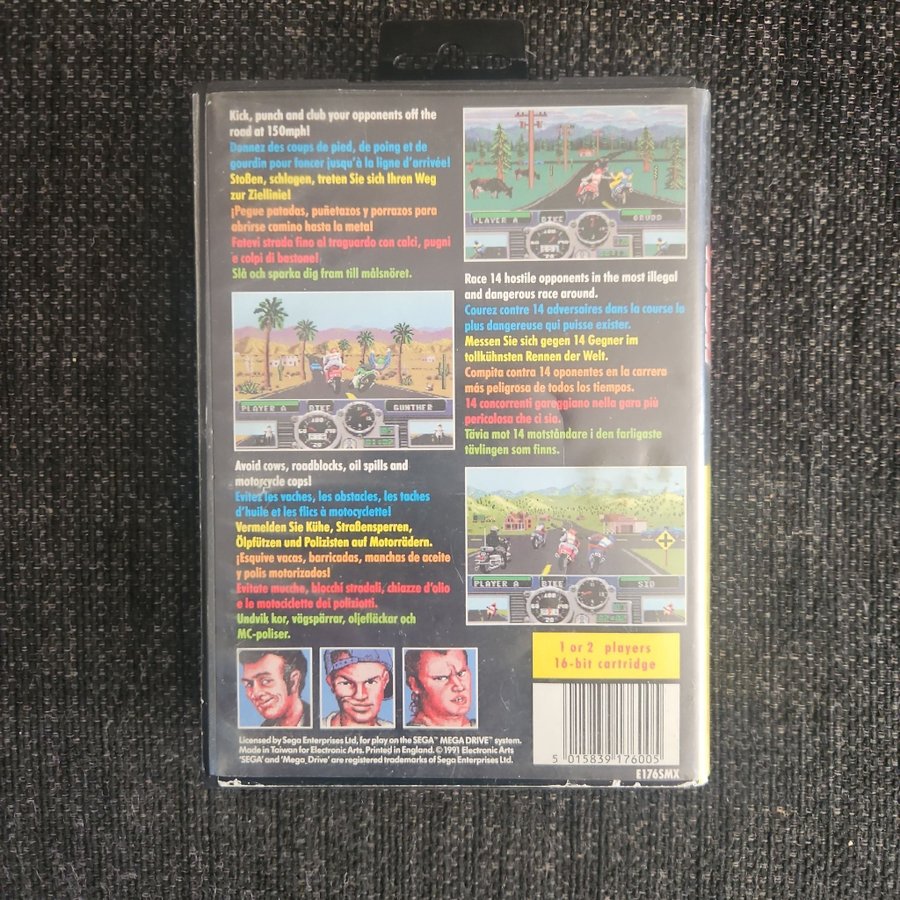 Kick, punch and club your opponents off the
road at 150mph!
Donnez des coups de pied, de poing et de
gourdin pour foncer jusqu'à la ligne d'arrivée!
Stoßen, schlagen, treten Sie sich Ihren Weg
zur Ziellinie!
¡Pegue patadas, puñetazos y porrazos para
abrirse camino hasta la meta!
Fatevi strada fino al traguardo con calci, pugni
e colpi di bastone!
Slå och sparka dig fram till målsnöret.
PLAYER A BIKE GRUDD
Race 14 hostile opponents in the most illegal
and dangerous race around.
Courez contre 14 adversaires dans la course la
plus dangereuse qui puisse exister.
Messen Sie sich gegen 14 Gegner im
tollkühnsten Rennen der Welt.
Compita contra 14 oponentes en la carrera
más peligrosa de todos los tiempos.
14 concorrenti gareggiano nella gara più
pericolosa che ci sia.
Tävla mot 14 motståndare i den farligaste
tävlingen som finns.
PLAYER A BIKE GUNTHER
Avoid cows, roadblocks, oil spills and
motorcycle cops!
Evitez les vaches, les obstacles, les taches
d'huile et les flics à motocyclette!
Vermelden Sie Kühe, Straßensperren,
Ölpfützen und Polizisten auf Motorrädern.
¡Esquive vacas, barricadas, manchas de aceite
y polis motorizados!
Evitate mucche, blocchi stradali, chiazze d'olio
e le motociclette dei poliziotti.
Undvik kor, vägspärrar, oljefläckar och
MC-poliser.
PLAYER A BIKE SID
1 or 2 players
16-bit cartridge
Licensed by Sega Enterprises Ltd, for play on the SEGA™ MEGA DRIVE™ system.
Made in Taiwan for Electronic Arts. Printed in England. © 1991 Electronic Arts
'SEGA' and 'Mega Drive' are registered trademarks of Sega Enterprises Ltd.
5 015839 176005
E176SMX